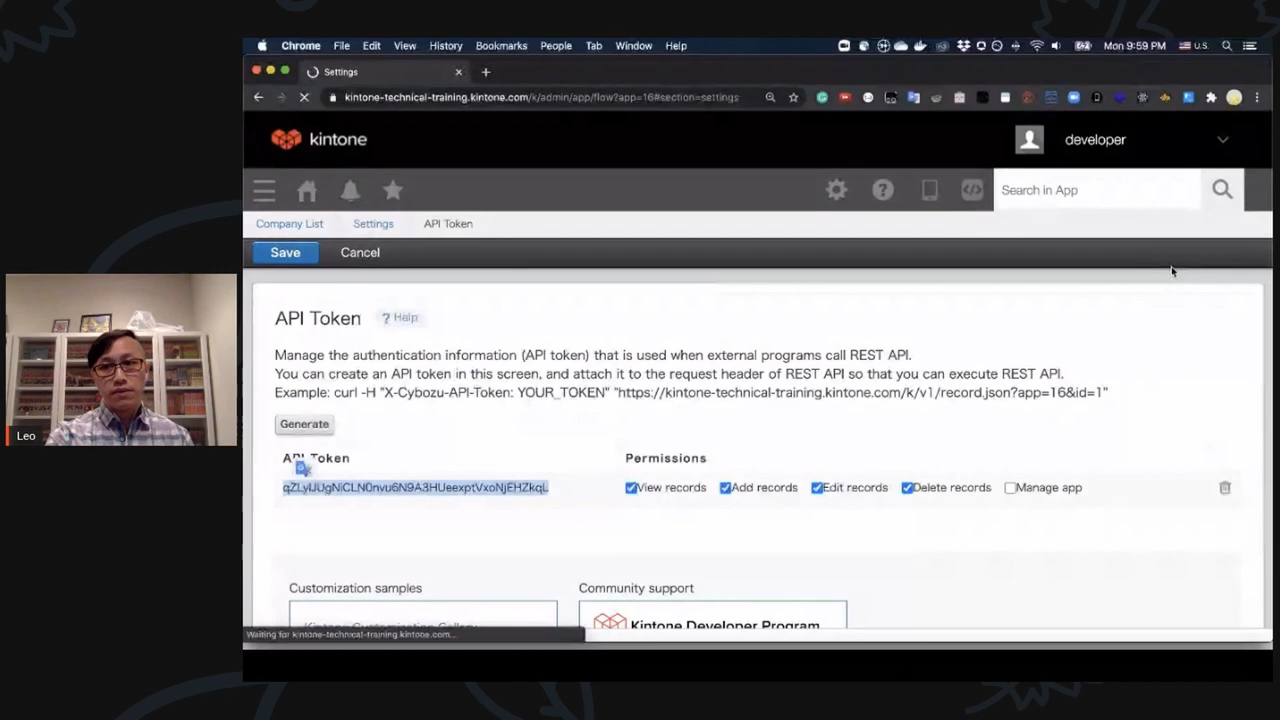 Chrome File Edit View History Bookmarks People Tab Window Help Mon 9:59 PM U.S.
Settings
kintone-technical-training.kintone.com/k/admin/app/flow?app=16#section=settings
kintone developer
Search in App
Company List Settings API Token
Save Cancel
API Token ? Help
Manage the authentication information (API token) that is used when external programs call REST API.
You can create an API token in this screen, and attach it to the request header of REST API so that you can execute REST API.
Example: curl -H "X-Cybozu-API-Token: YOUR_TOKEN" "https://kintone-technical-training.kintone.com/k/v1/record.json?app=16&id=1"
Generate
API Token Permissions
View records Add records Edit records Delete records Manage app
Leo
Customization samples Community support
Kintone Customization Gallery Kintone Developer Program
Waiting for kintone-technical-training.kintone.com...